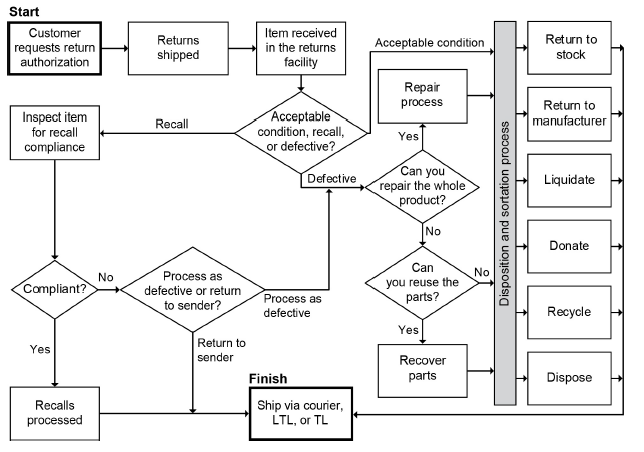 Start
Customer
requests return
authorization
Returns
shipped
Item received
in the returns
facility
Acceptable condition
Return to
stock
Inspect item
for recall
compliance
Recall
Acceptable
condition, recall,
or defective?
Repair
process
Return to
manufacturer
Yes
Defective
Can you
repair the whole
product?
Disposition and sortation process
Liquidate
No
Donate
Compliant?
No
Process as
defective or return
to sender?
Process as
defective
Can
you reuse the
parts?
No
Recycle
Yes
Return to
sender
Yes
Recover
parts
Dispose
Recalls
processed
Finish
Ship via courier,
LTL, or TL